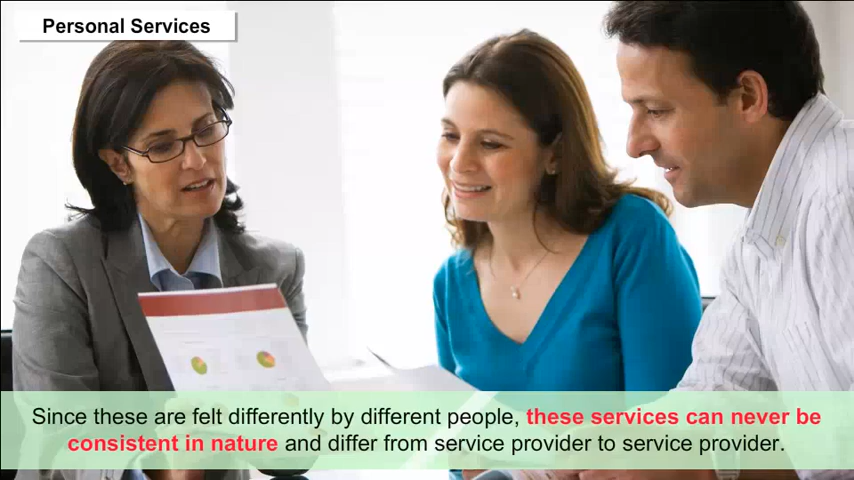 Personal Services
Since these are felt differently by different people, these services can never be
consistent in nature and differ from service provider to service provider.